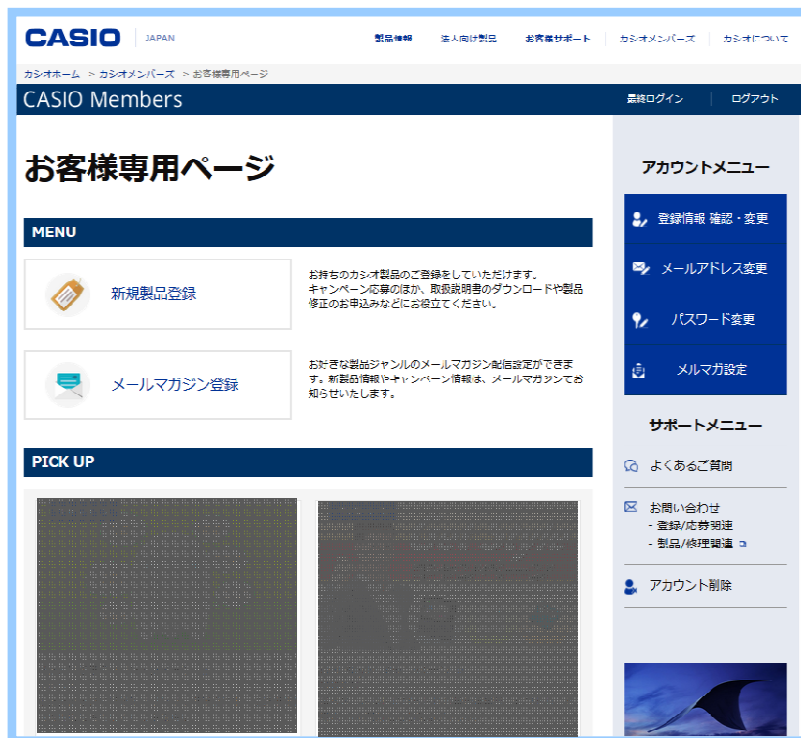 CASIO
JAPAN
製品情報 法人向け製品 お客様サポート カシオメンバーズ カシオについて
カシオホーム > カシオメンバーズ > お客様専用ページ
CASIO Members
最終ログイン ログアウト
お客様専用ページ
MENU
新規製品登録
お持ちのカシオ製品のご登録をしていただけます。
キャンペーン応募のほか、取扱説明書のダウンロードや製品
修正のお申込みなどにお役立てください。
メールマガジン登録
お好きな製品ジャンルのメールマガジン配信設定ができま
す。新製品情報やキャンペーン情報は、メールマガジンでお
知らせいたします。
PICK UP
アカウントメニュー
登録情報 確認・変更
メールアドレス変更
パスワード変更
メルマガ設定
サポートメニュー
よくあるご質問
お問い合わせ
- 登録/応募関連
- 製品/修理関連
アカウント削除